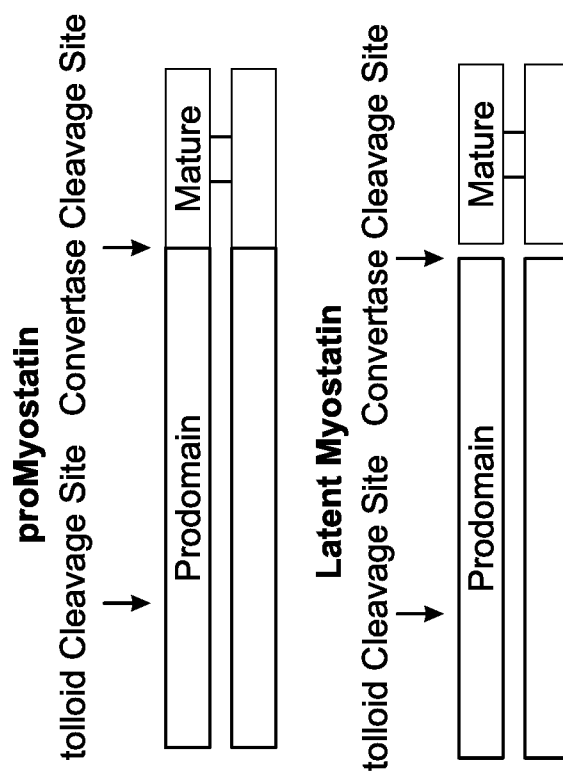 proMyostatin
tolloid Cleavage Site Convertase Cleavage Site
Prodomain Mature
Latent Myostatin
tolloid Cleavage Site Convertase Cleavage Site
Prodomain Mature